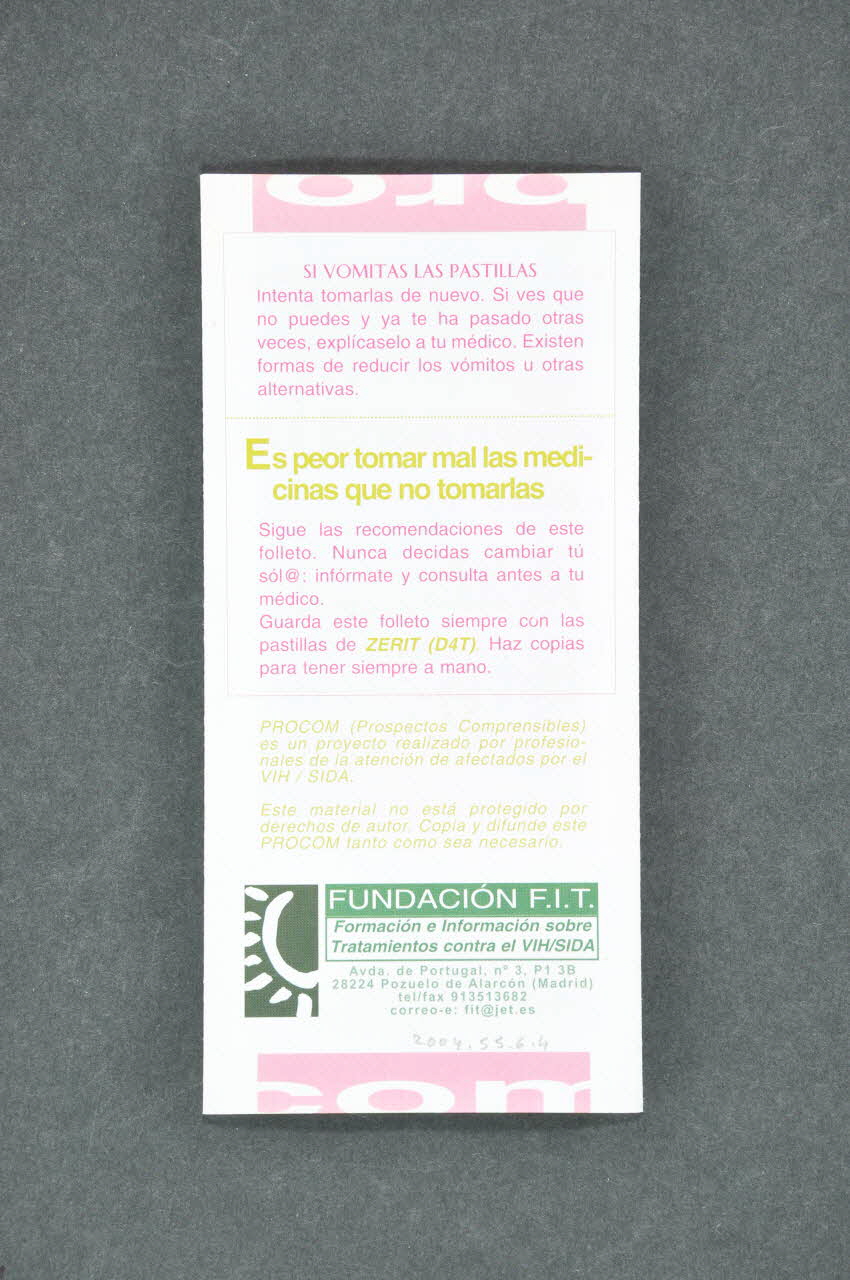 pro
SI VOMITAS LAS PASTILLAS
Intenta tomarlas de nuevo. Si ves que
no puedes y ya te ha pasado otras
veces, explícaselo a tu médico. Existen
formas de reducir los vómitos u otras
alternativas.
Es peor tomar mal las medi-
cinas que no tomarlas
Sigue las recomendaciones de este
folleto. Nunca decidas cambiar tú
sól@: infórmate y consulta antes a tu
médico.
Guarda este folleto siempre con las
pastillas de ZERIT (D4T). Haz copias
para tener siempre a mano.
PROCOM (Prospectos Comprensibles)
es un proyecto realizado por profesio-
nales de la atención de afectados por el
VIH / SIDA.
Este material no está protegido por
derechos de autor. Copia y difunde este
PROCOM tanto como sea necesario.
FUNDACIÓN F.I.T.
Formación e Información sobre
Tratamientos contra el VIH/SIDA
Avda. de Portugal, nº 3, P1 3B
28224 Pozuelo de Alarcón (Madrid)
tel/fax 913513682
correo-e: fit@jet.es
2004.55.6.4
com